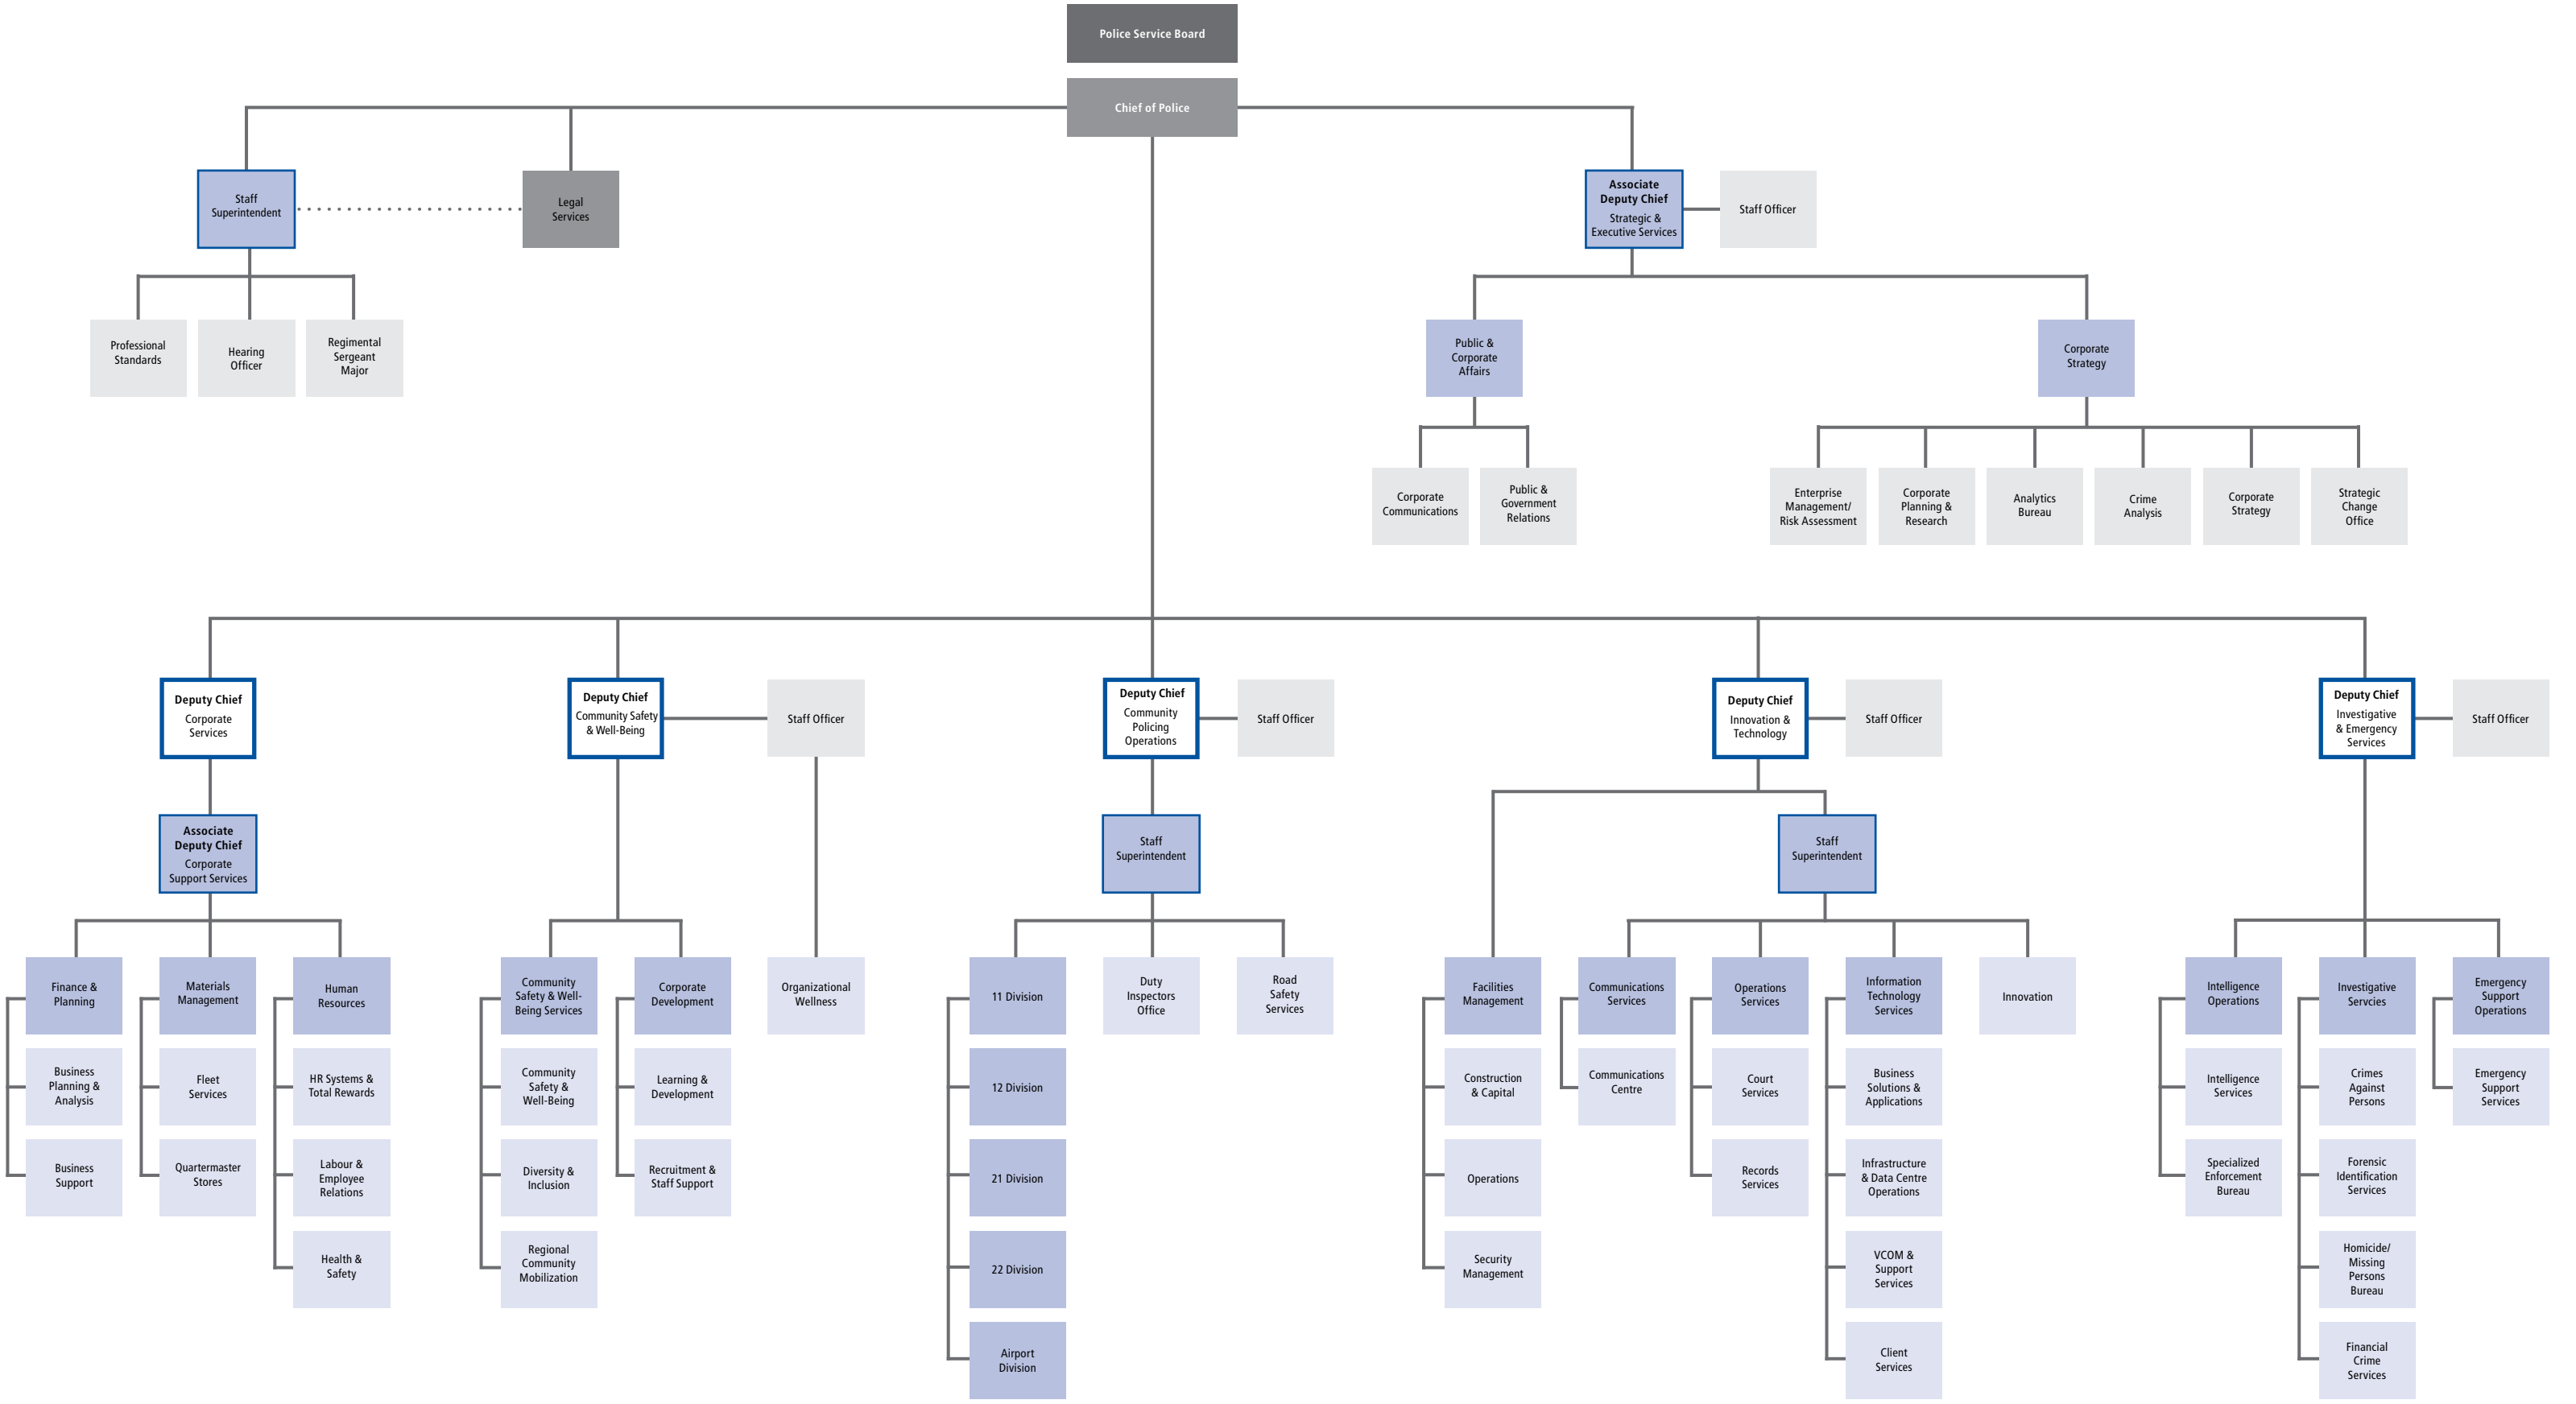 Police Service Board
Chief of Police
Staff
Superintendent
Legal
Services
Associate
Deputy Chief
Strategic &
Executive Services
Staff Officer
Professional
Standards
Hearing
Officer
Regimental
Sergeant
Major
Public &
Corporate
Affairs
Corporate
Strategy
Corporate
Communications
Public &
Government
Relations
Enterprise
Management/
Risk Assessment
Corporate
Planning &
Research
Analytics
Bureau
Crime
Analysis
Corporate
Strategy
Strategic
Change
Office
Deputy Chief
Corporate
Services
Deputy Chief
Community Safety
& Well-Being
Staff Officer
Deputy Chief
Community
Policing
Operations
Staff Officer
Deputy Chief
Innovation &
Technology
Staff Officer
Deputy Chief
Investigative
& Emergency
Services
Staff Officer
Associate
Deputy Chief
Corporate
Support Services
Staff
Superintendent
Staff
Superintendent
Finance &
Planning
Business
Planning &
Analysis
Business
Support
Materials
Management
Fleet
Services
Quartermaster
Stores
Human
Resources
HR Systems &
Total Rewards
Labour &
Employee
Relations
Health &
Safety
Community
Safety & Well-
Being Services
Community
Safety &
Well-Being
Diversity &
Inclusion
Regional
Community
Mobilization
Corporate
Development
Learning &
Development
Recruitment &
Staff Support
Organizational
Wellness
11 Division
12 Division
21 Division
22 Division
Airport
Division
Duty
Inspectors
Office
Road
Safety
Services
Facilities
Management
Construction
& Capital
Operations
Security
Management
Communications
Services
Communications
Centre
Operations
Services
Court
Services
Records
Services
Information
Technology
Services
Business
Solutions &
Applications
Infrastructure
& Data Centre
Operations
VCOM &
Support
Services
Client
Services
Innovation
Intelligence
Operations
Intelligence
Services
Specialized
Enforcement
Bureau
Investigative
Servcies
Crimes
Against
Persons
Forensic
Identification
Services
Homicide/
Missing
Persons
Bureau
Financial
Crime
Services
Emergency
Support
Operations
Emergency
Support
Services